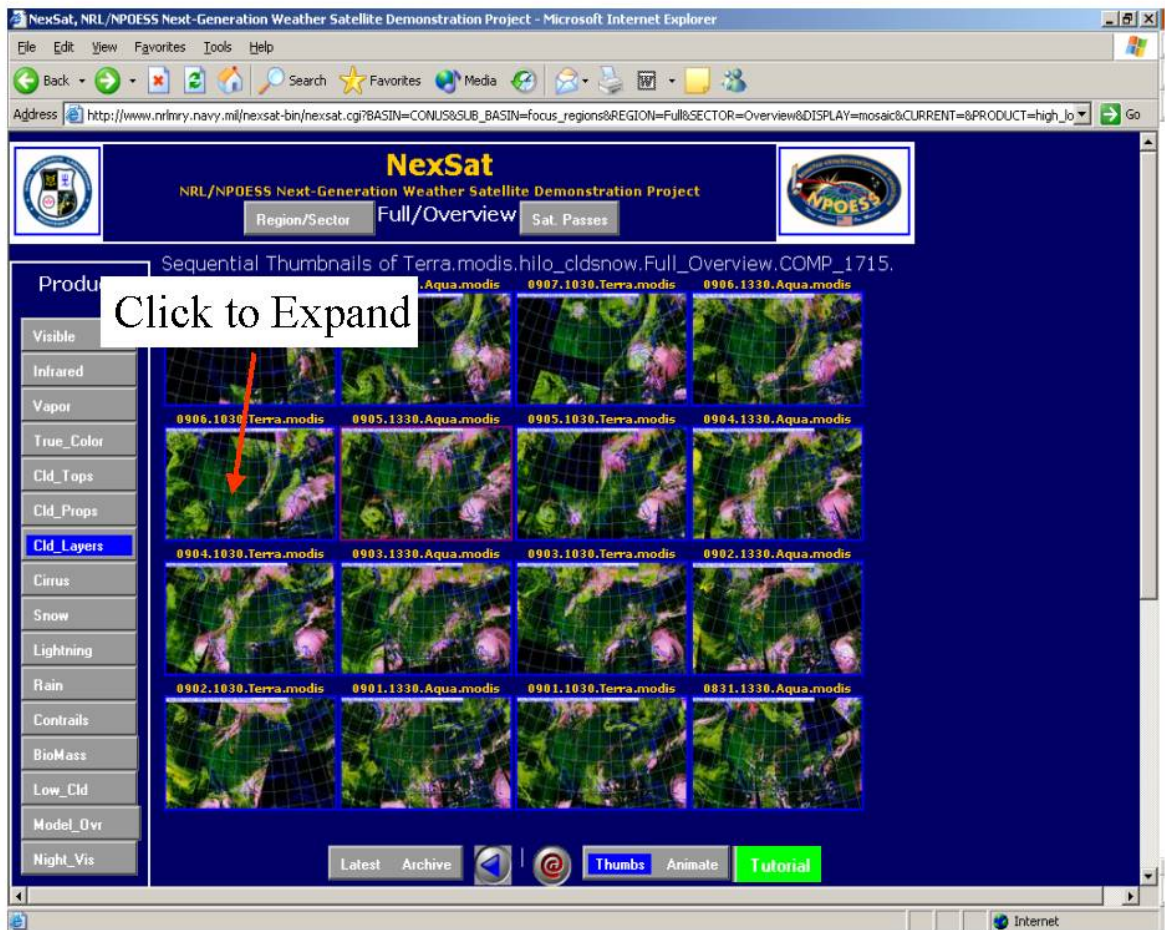 NexSat, NRL/NPOESS Next-Generation Weather Satellite Demonstration Project - Microsoft Internet Explorer
File Edit View Favorites Tools Help
Back Search Favorites Media
Address http://www.nrlmry.navy.mil/nexsat-bin/nexsat.cgi?BASIN=CONUS&SUB_BASIN=focus_regions&REGION=Full&SECTOR=Overview&DISPLAY=mosaic&CURRENT=&PRODUCT=high_lo Go
NexSat
NRL/NPOESS Next-Generation Weather Satellite Demonstration Project
Region/Sector Full/Overview Sat. Passes
NPOESS
Sequential Thumbnails of Terra.modis.hilo_cldsnow.Full_Overview.COMP_1715.
Produ
.Aqua.modis 0907.1030.Terra.modis 0906.1330.Aqua.modis
Click to Expand
Visible
Infrared
Vapor
True_Color
Cld_Tops
Cld_Props
Cld_Layers
Cirrus
Snow
Lightning
Rain
Contrails
BioMass
Low_Cld
Model_Ovr
Night_Vis
0906.1030.Terra.modis 0905.1330.Aqua.modis 0905.1030.Terra.modis 0904.1330.Aqua.modis
0904.1030.Terra.modis 0903.1330.Aqua.modis 0903.1030.Terra.modis 0902.1330.Aqua.modis
0902.1030.Terra.modis 0901.1330.Aqua.modis 0901.1030.Terra.modis 0831.1330.Aqua.modis
Latest Archive | @ Thumbs Animate Tutorial
Internet